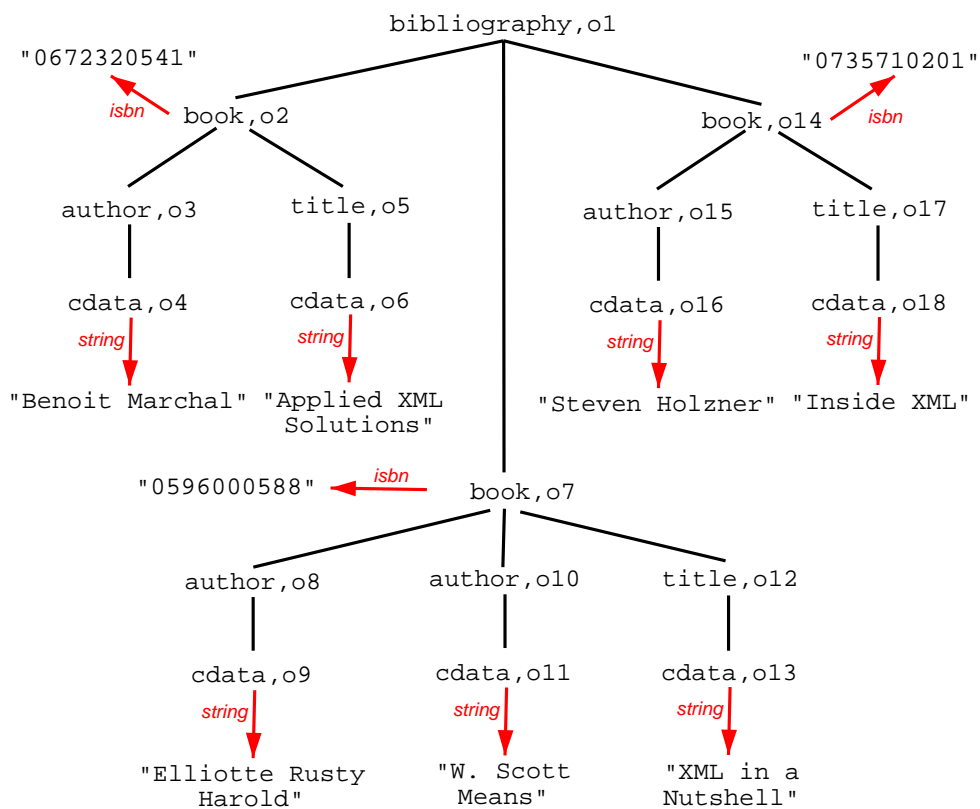 bibliography,o1
"0672320541"
"0735710201"
isbn
book,o2
book,o14
isbn
author,o3
title,o5
author,o15
title,o17
cdata,o4
cdata,o6
cdata,o16
cdata,o18
string
string
string
string
"Benoit Marchal"
"Applied XML
Solutions"
"Steven Holzner"
"Inside XML"
"0596000588"
isbn
book,o7
author,o8
author,o10
title,o12
cdata,o9
cdata,o11
cdata,o13
string
string
string
"Elliotte Rusty
Harold"
"W. Scott
Means"
"XML in a
Nutshell"